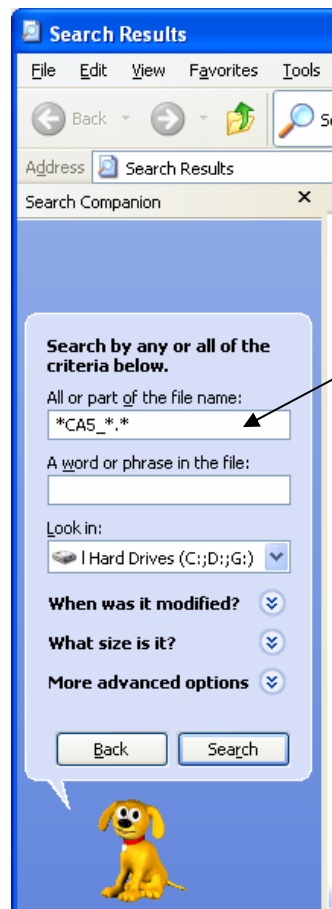 Search Results
File Edit View Favorites Tools
Back
Address Search Results
Search Companion
Search by any or all of the
criteria below.
All or part of the file name:
*CA5_*.*
A word or phrase in the file:
Look in:
l Hard Drives (C:;D:;G:)
When was it modified?
What size is it?
More advanced options
Back Search